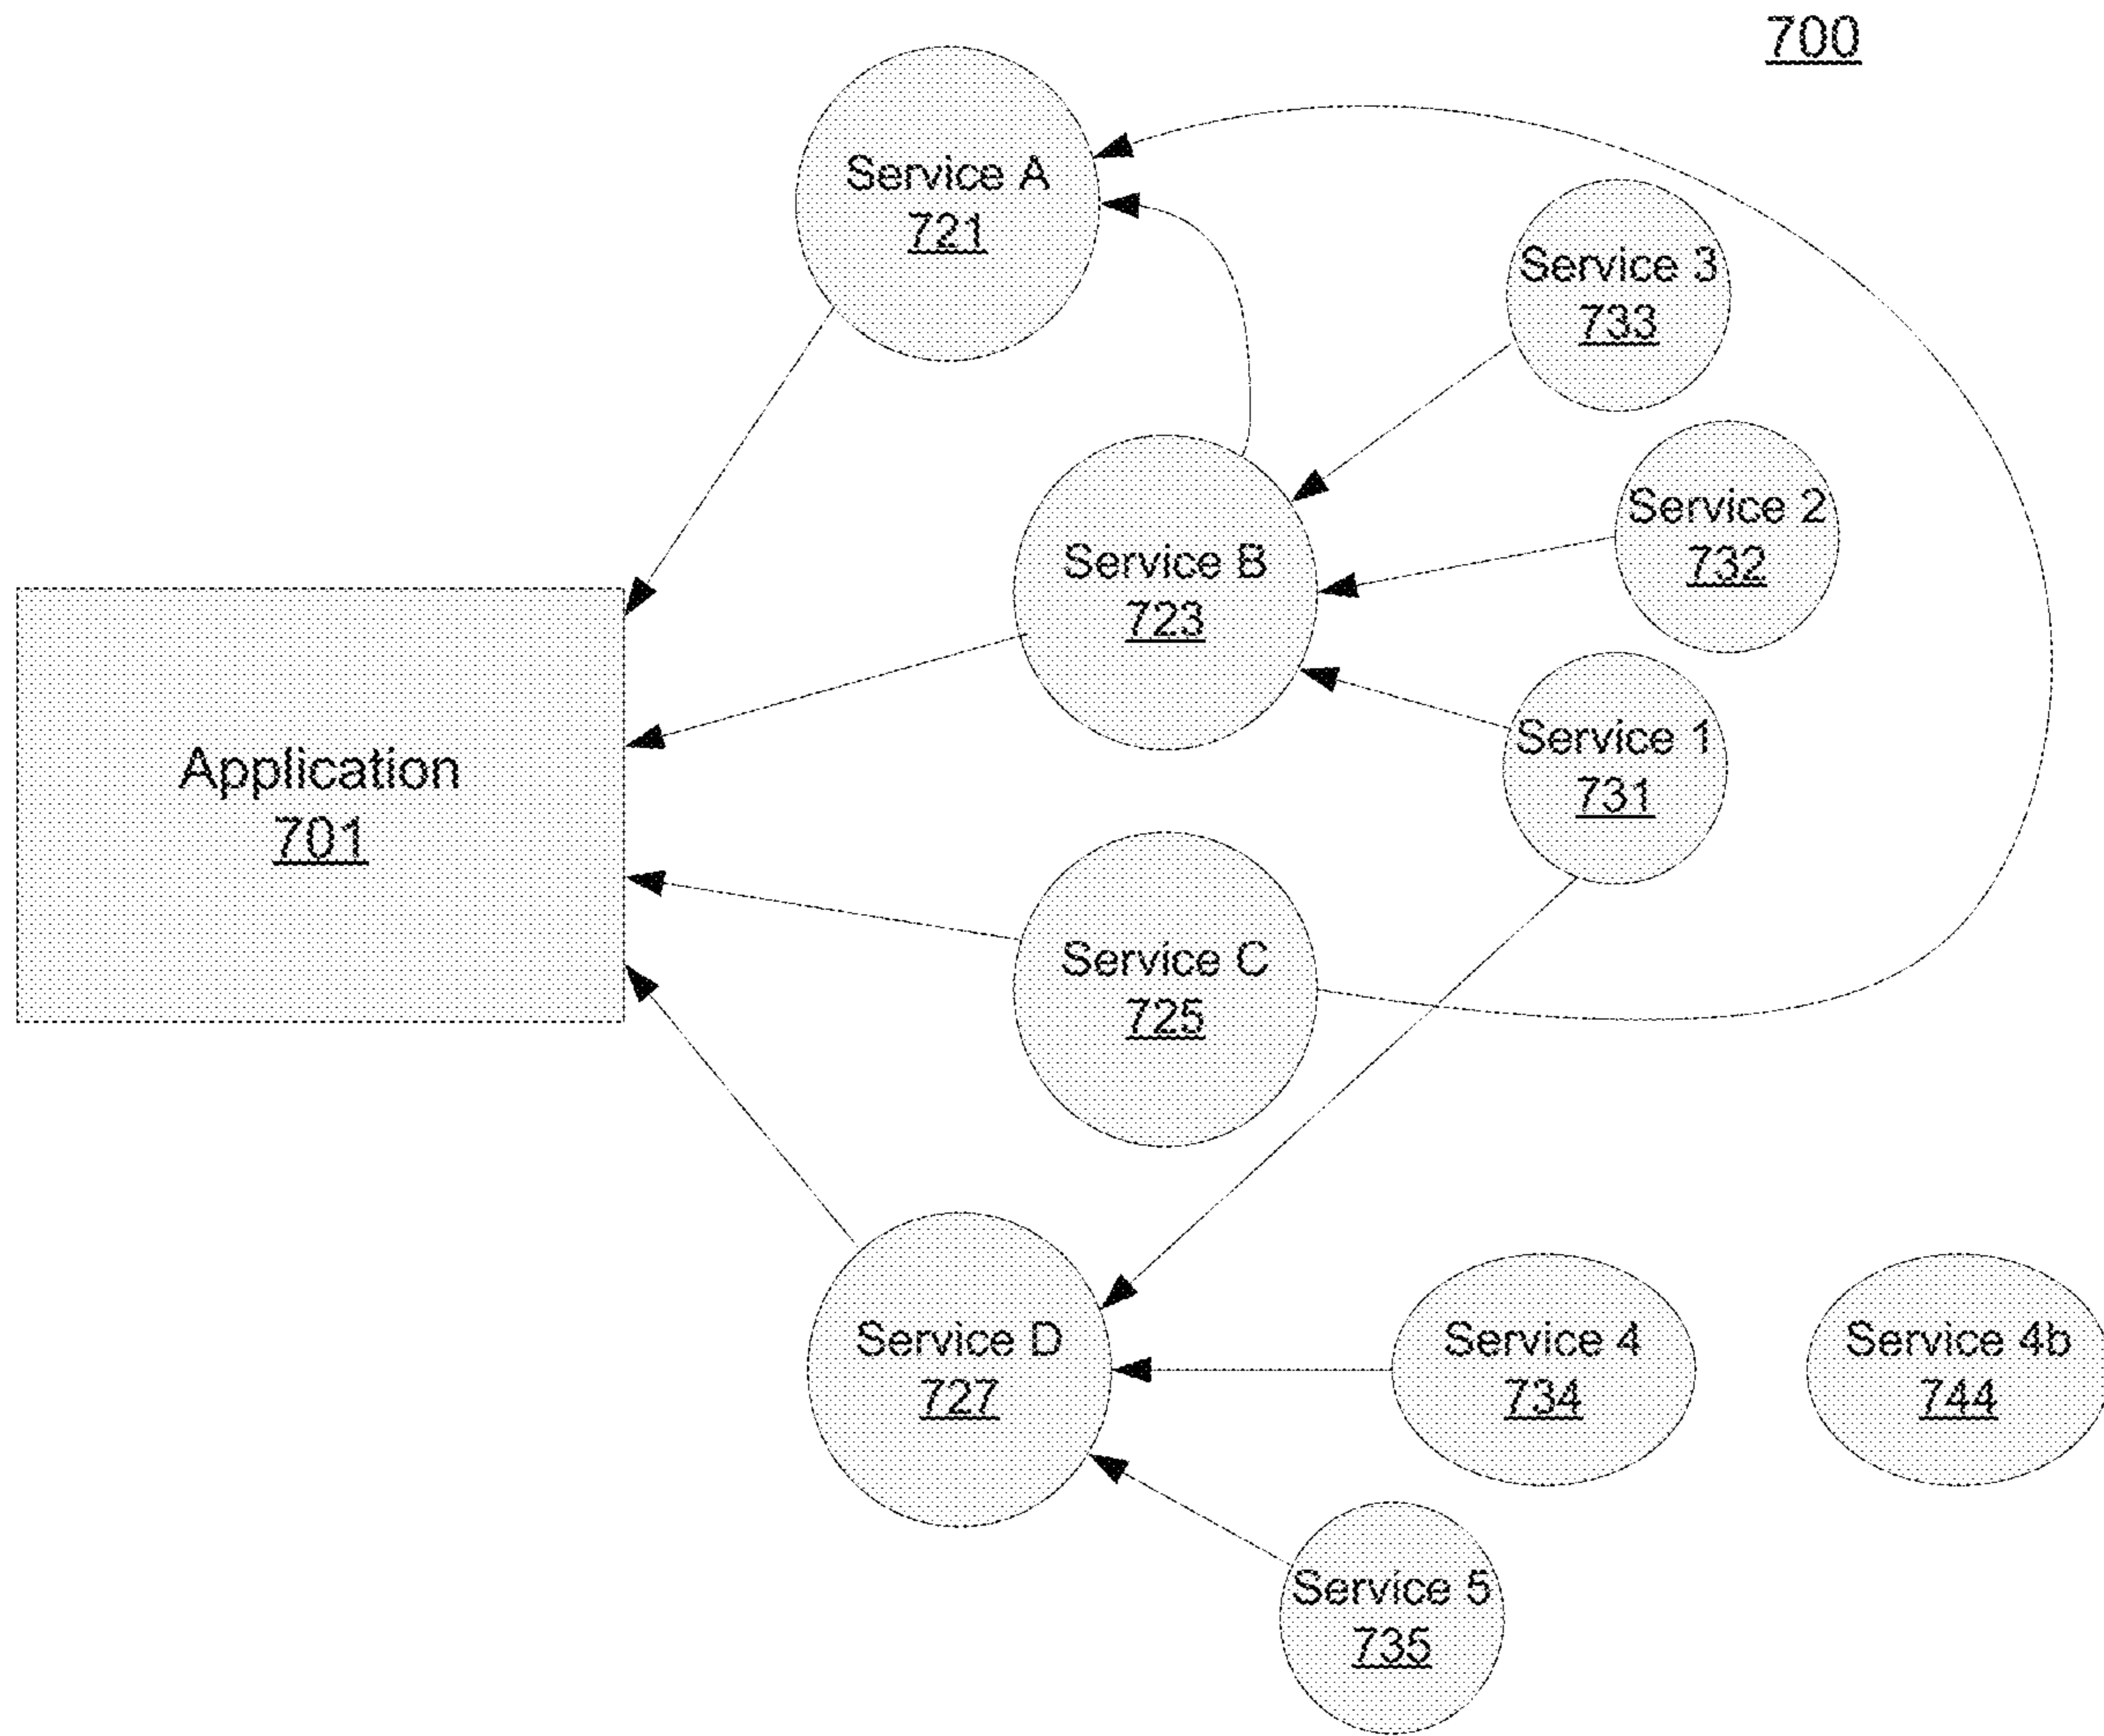 700
Service A
721
Service 3
733
Service 2
732
Service B
723
Service 1
731
Application
701
Service C
725
Service D
727
Service 4
734
Service 4b
744
Service 5
735